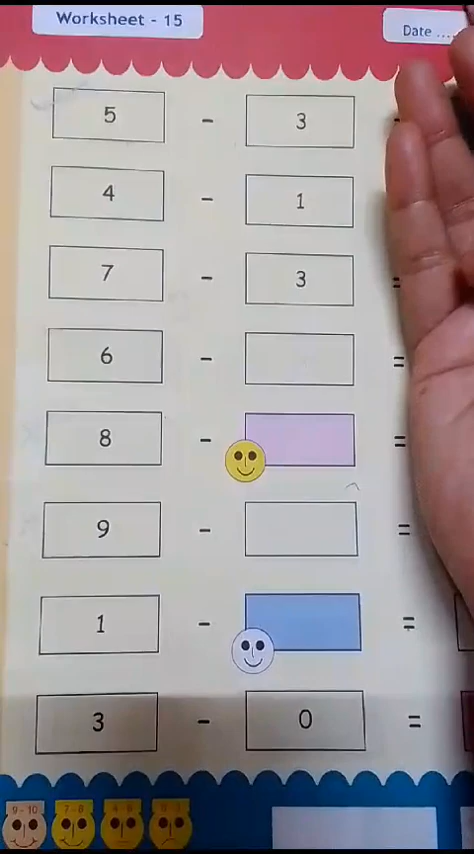 Worksheet - 15
Date ....
5 - 3
4 - 1
7 - 3 =
6 - =
8 - =
9 - =
1 - =
3 - 0 =
9 - 10 7 - 8